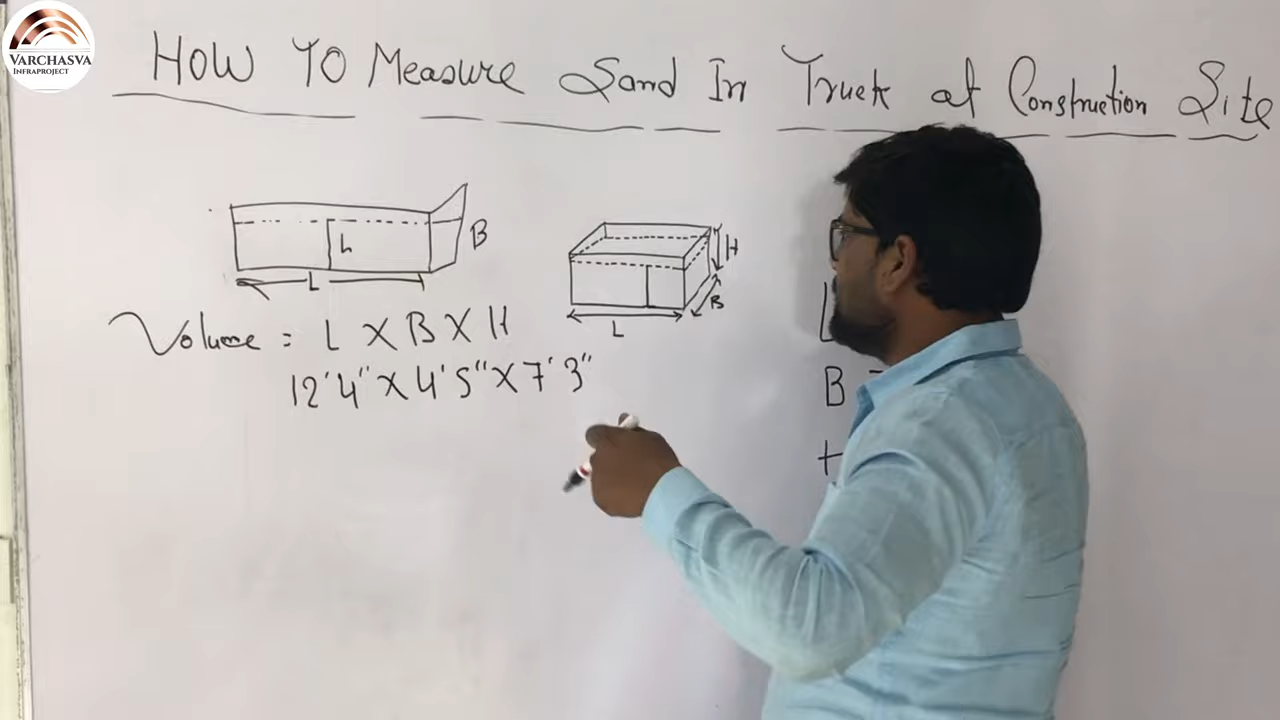 VARCHASVA
INFRAPROJECT
HOW TO Measure Sand In Truck at Construction Site
h
B
L
H
B
L
Volume = L X B X H
12'4" X 4'5" X 7'3"
L
B =